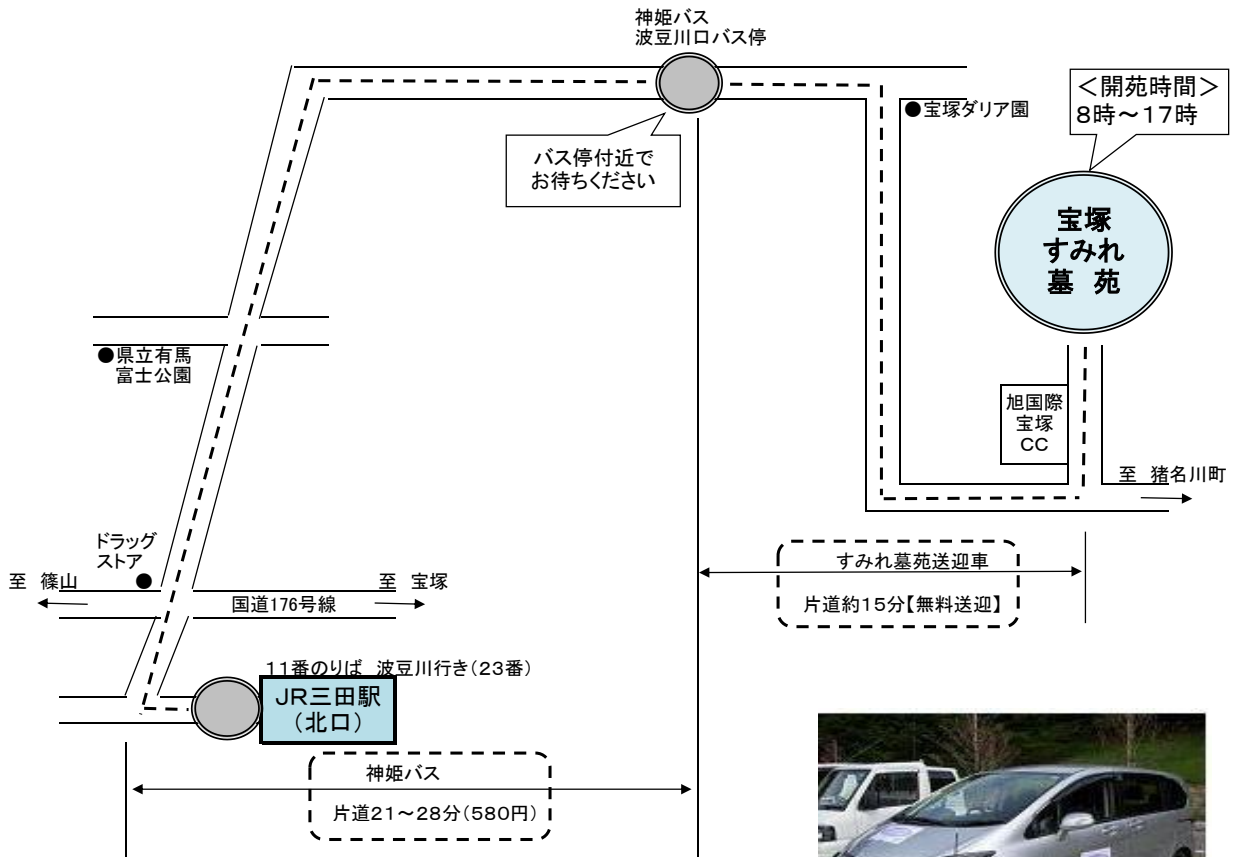 神姫バス
波豆川口バス停
＜開苑時間＞
8時～17時
●宝塚ダリア園
バス停付近で
お待ちください
宝塚
すみれ
墓 苑
●県立有馬
富士公園
旭国際
宝塚
CC
至 猪名川町
ドラッグ
ストア
至 篠山
至 宝塚
国道176号線
すみれ墓苑送迎車
片道約15分【無料送迎】
11番のりば 波豆川行き（23番）
JR三田駅
（北口）
神姫バス
片道21～28分（580円）